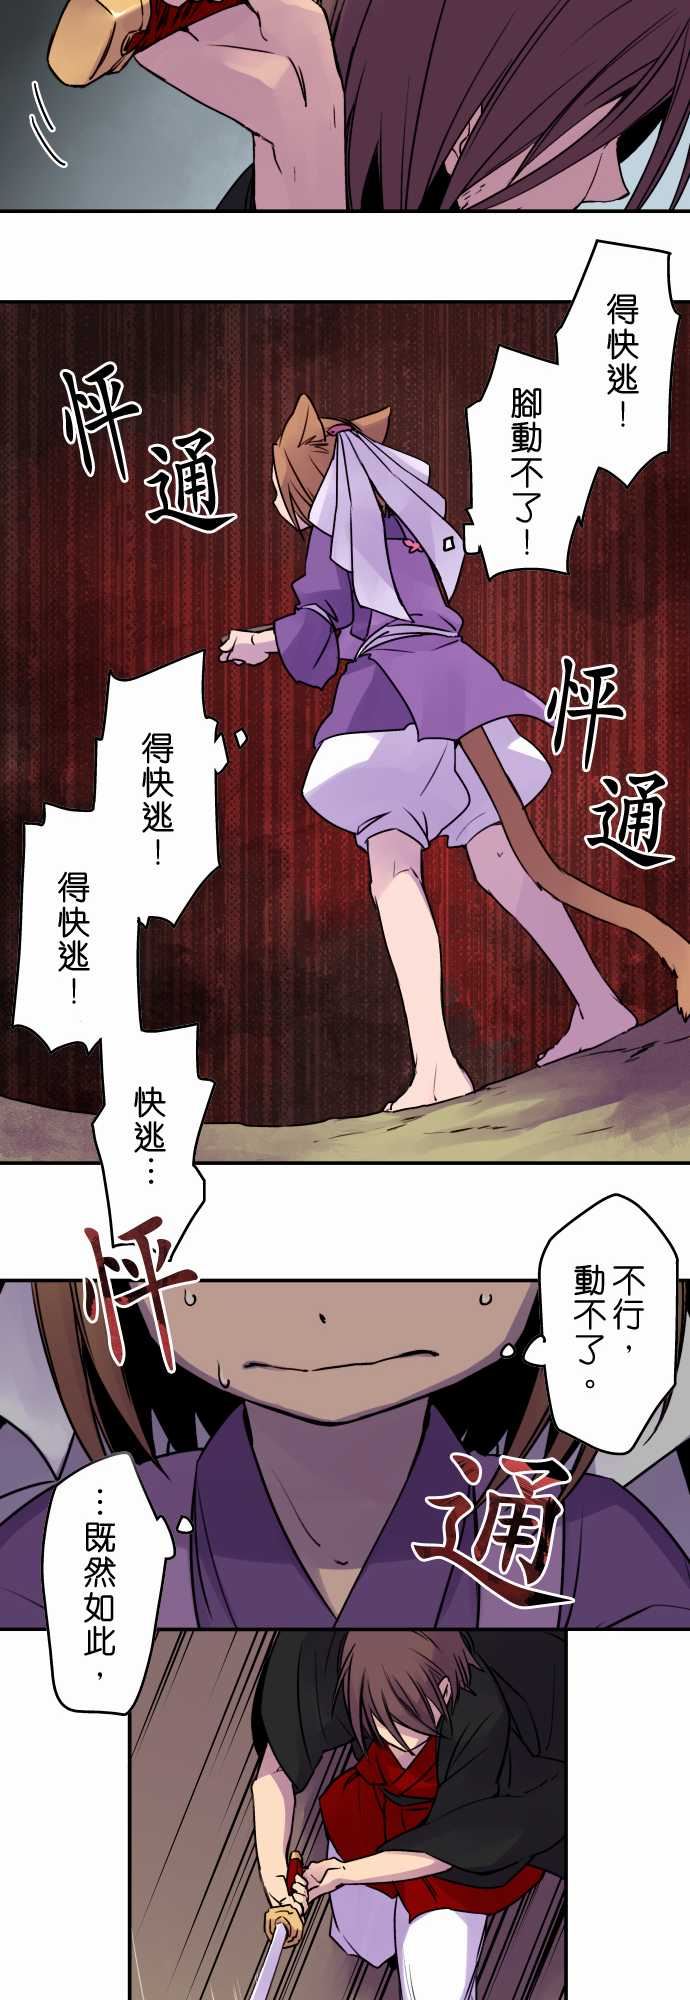 得快逃！
腳動不了！
怦
通
怦
通
得快逃！
得快逃！
快逃…
怦
不行，
動不了。
通
…既然如此，